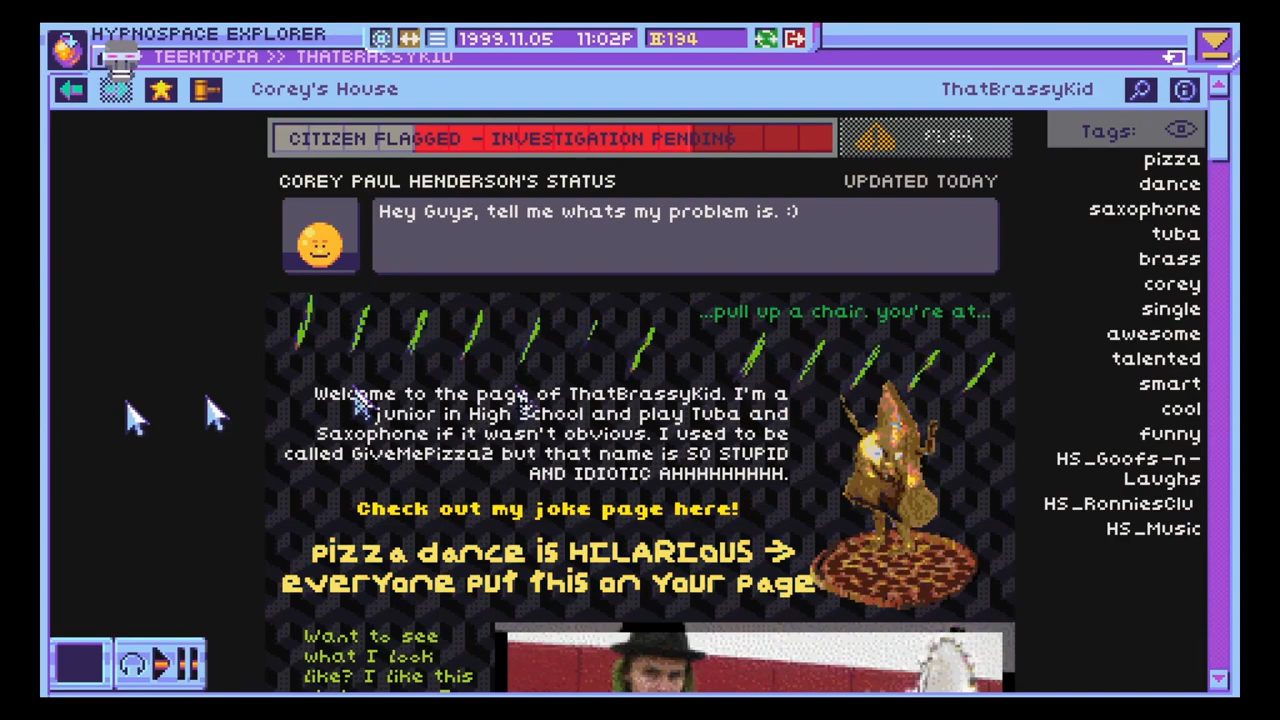 HYPNOSPACE EXPLORER
1999.11.05 11:02P
194
TEENTOPIA >> THATBRASSYKID
Corey's House
ThatBrassyKid
CITIZEN FLAGGED - INVESTIGATION PENDING
Tags:
pizza
dance
saxophone
tuba
brass
corey
single
awesome
talented
smart
cool
funny
HS_Goofs-n-
Laughs
HS_RonniesClu
HS_Music
COREY PAUL HENDERSON'S STATUS
UPDATED TODAY
Hey Guys, tell me whats my problem is. :)
...pull up a chair. you're at...
Welcome to the page of ThatBrassyKid. I'm a
junior in High School and play Tuba and
Saxophone if it wasn't obvious. I used to be
called GiveMePizza2 but that name is SO STUPID
AND IDIOTIC AHHHHHHHHH.
Check out my joke page here!
pizza dance is HILARIOUS ->
everyone put this on your page
Want to see
what I look
like? I like this